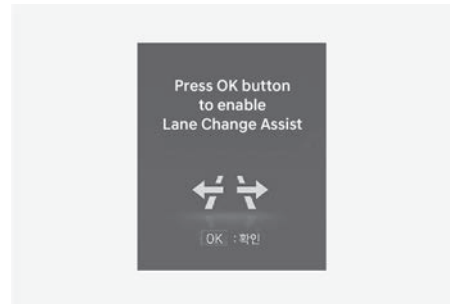 Press OK button
to enable
Lane Change Assist
OK : 확인